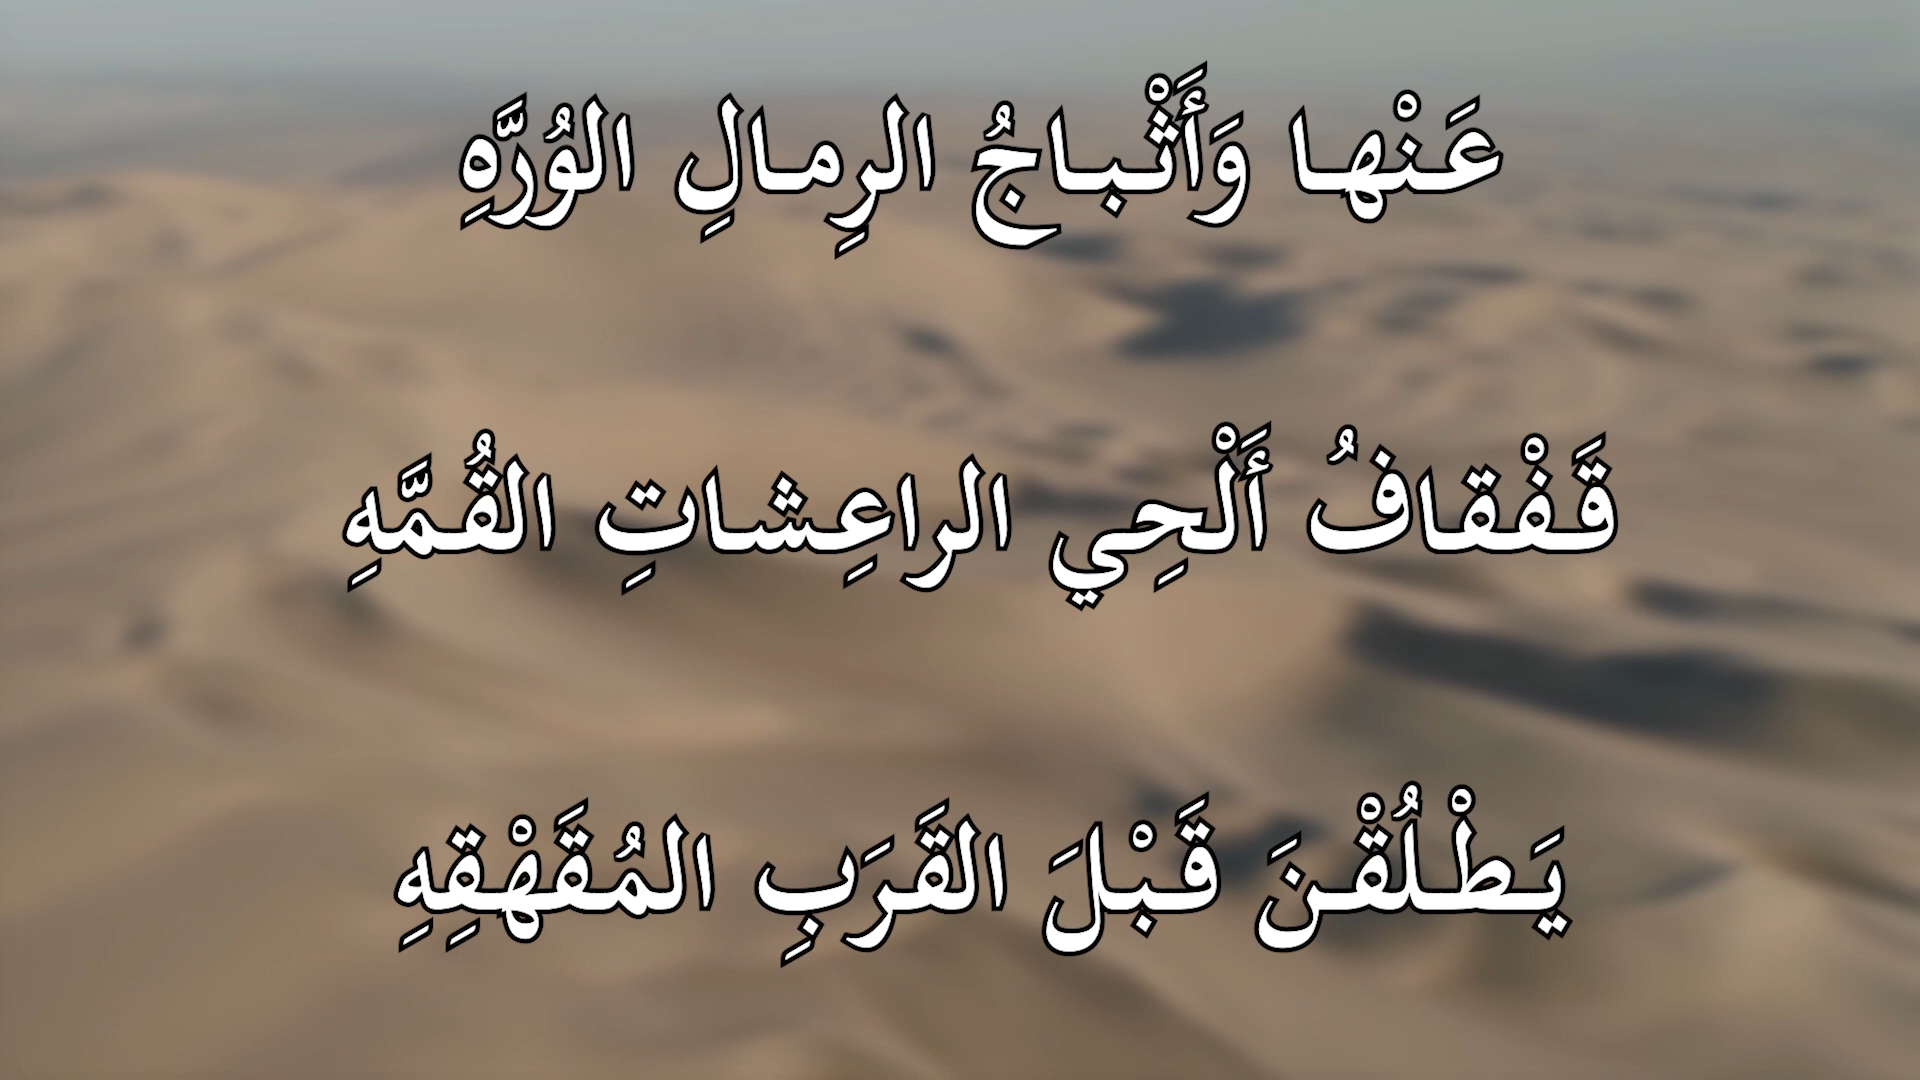 عَنْها وَأَثْباجُ الرِمالِ الوُرَّهِ
قَفْقافُ أَلْحِي الراعِشاتِ القُمَّهِ
يَطْلُقْنَ قَبْلَ القَرَبِ المُقَهْقِهِ